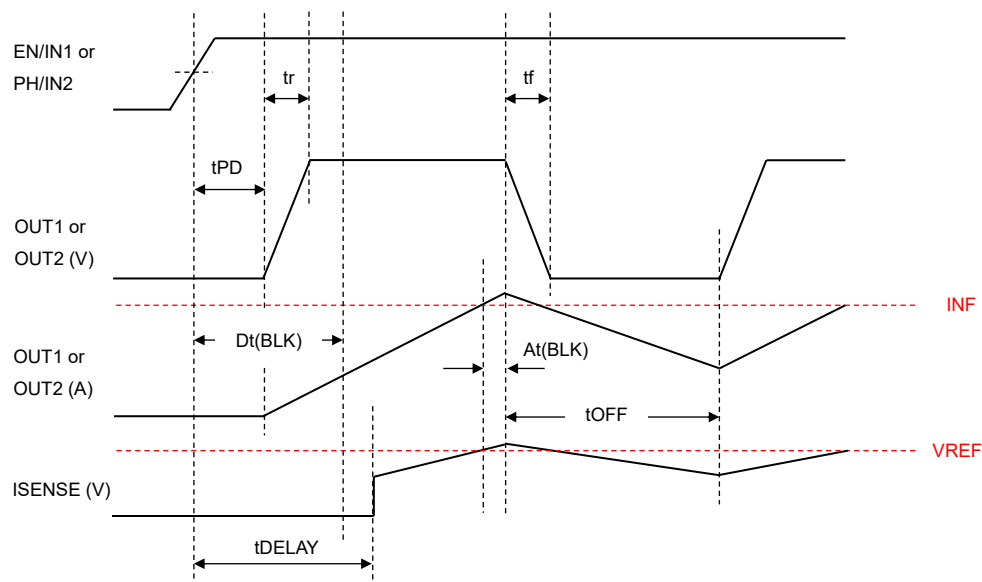 EN/IN1 or
PH/IN2
tr
tf
tPD
OUT1 or
OUT2 (V)
INF
Dt(BLK)
At(BLK)
OUT1 or
OUT2 (A)
tOFF
VREF
ISENSE (V)
tDELAY